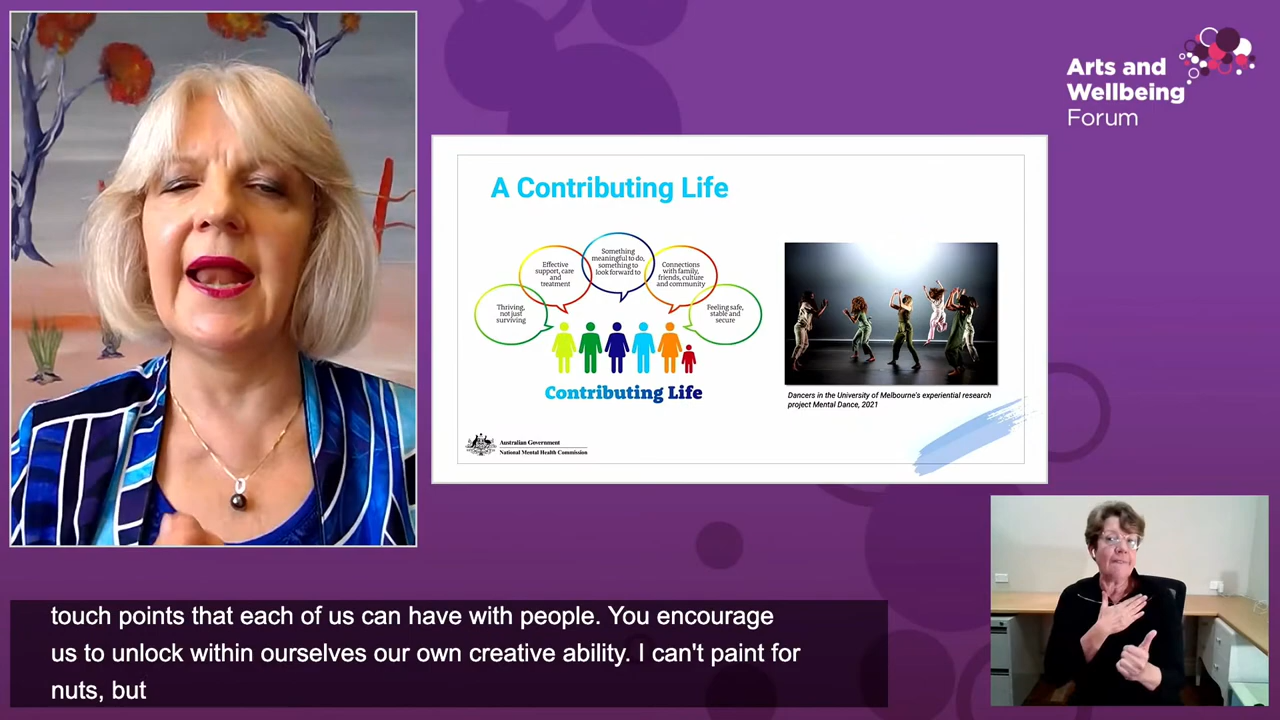 Arts and
Wellbeing
Forum
A Contributing Life
Something
meaningful to do,
something to
look forward to
Effective
support, care
and
treatment
Connections
with family,
friends, culture
and community
Thriving,
not just
surviving
Feeling safe,
stable and
secure
Contributing Life
Dancers in the University of Melbourne's experiential research
project Mental Dance, 2021
Australian Government
National Mental Health Commission
touch points that each of us can have with people. You encourage
us to unlock within ourselves our own creative ability. I can't paint for
nuts, but